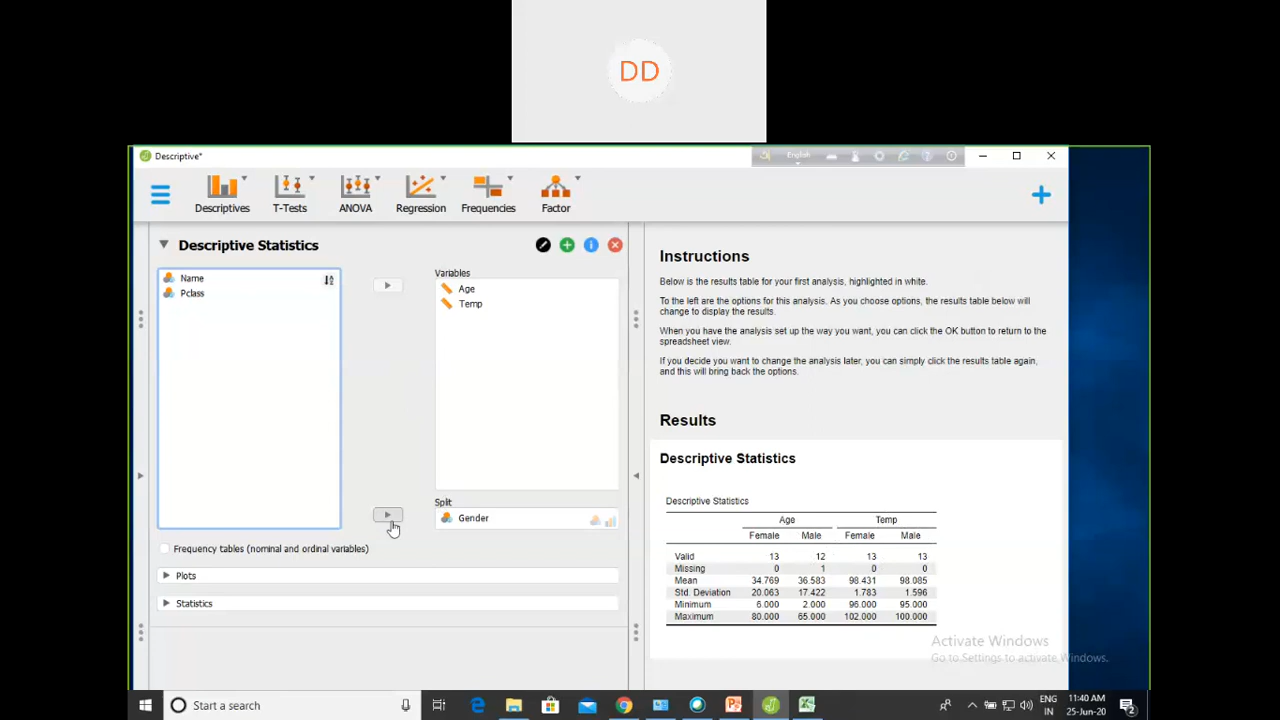 DD
Descriptive*
English
Descriptives
T-Tests
ANOVA
Regression
Frequencies
Factor
Descriptive Statistics
Name
Pclass
Variables
Age
Temp
Split
Gender
Frequency tables (nominal and ordinal variables)
Plots
Statistics
Instructions
Below is the results table for your first analysis, highlighted in white.
To the left are the options for this analysis. As you choose options, the results table below will
change to display the results.
When you have the analysis set up the way you want, you can click the OK button to return to the
spreadsheet view.
If you decide you want to change the analysis later, you can simply click the results table again,
and this will bring back the options.
Results
Descriptive Statistics
Descriptive Statistics
Age Temp
Female Male Female Male
Valid 13 12 13 13
Missing 0 1 0 0
Mean 34.769 36.583 98.431 98.085
Std. Deviation 20.063 17.422 1.783 1.596
Minimum 6.000 2.000 96.000 95.000
Maximum 80.000 65.000 102.000 100.000
Activate Windows
Go to Settings to activate Windows.
Start a search
ENG
IN
11:40 AM
25-Jun-20
2